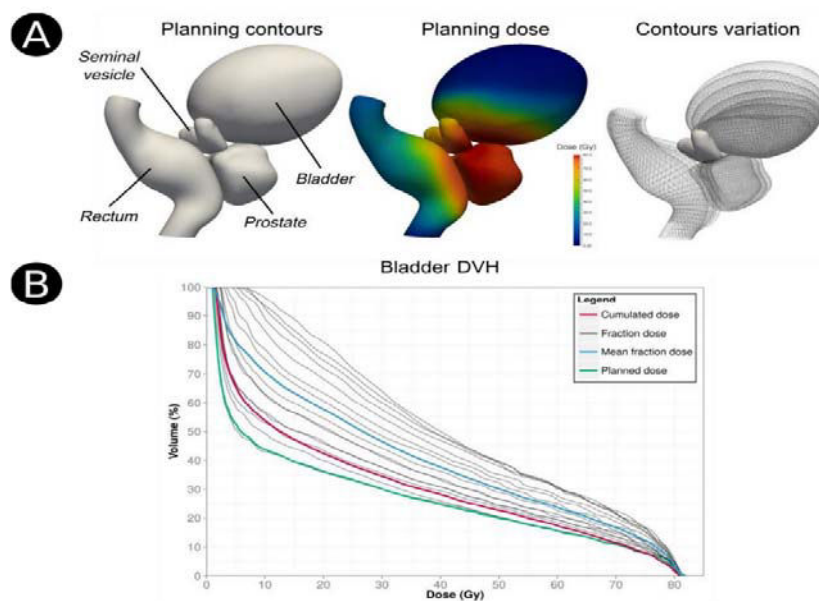 A
Planning contours
Planning dose
Contours variation
Seminal
vesicle
Bladder
Rectum
Prostate
Dose (Gy)
B
Bladder DVH
Legend
Cumulated dose
Fraction dose
Mean fraction dose
Planned dose
Volume (%)
100
90
80
70
60
50
40
30
20
10
0
0 10 20 30 40 50 60 70 80
Dose (Gy)